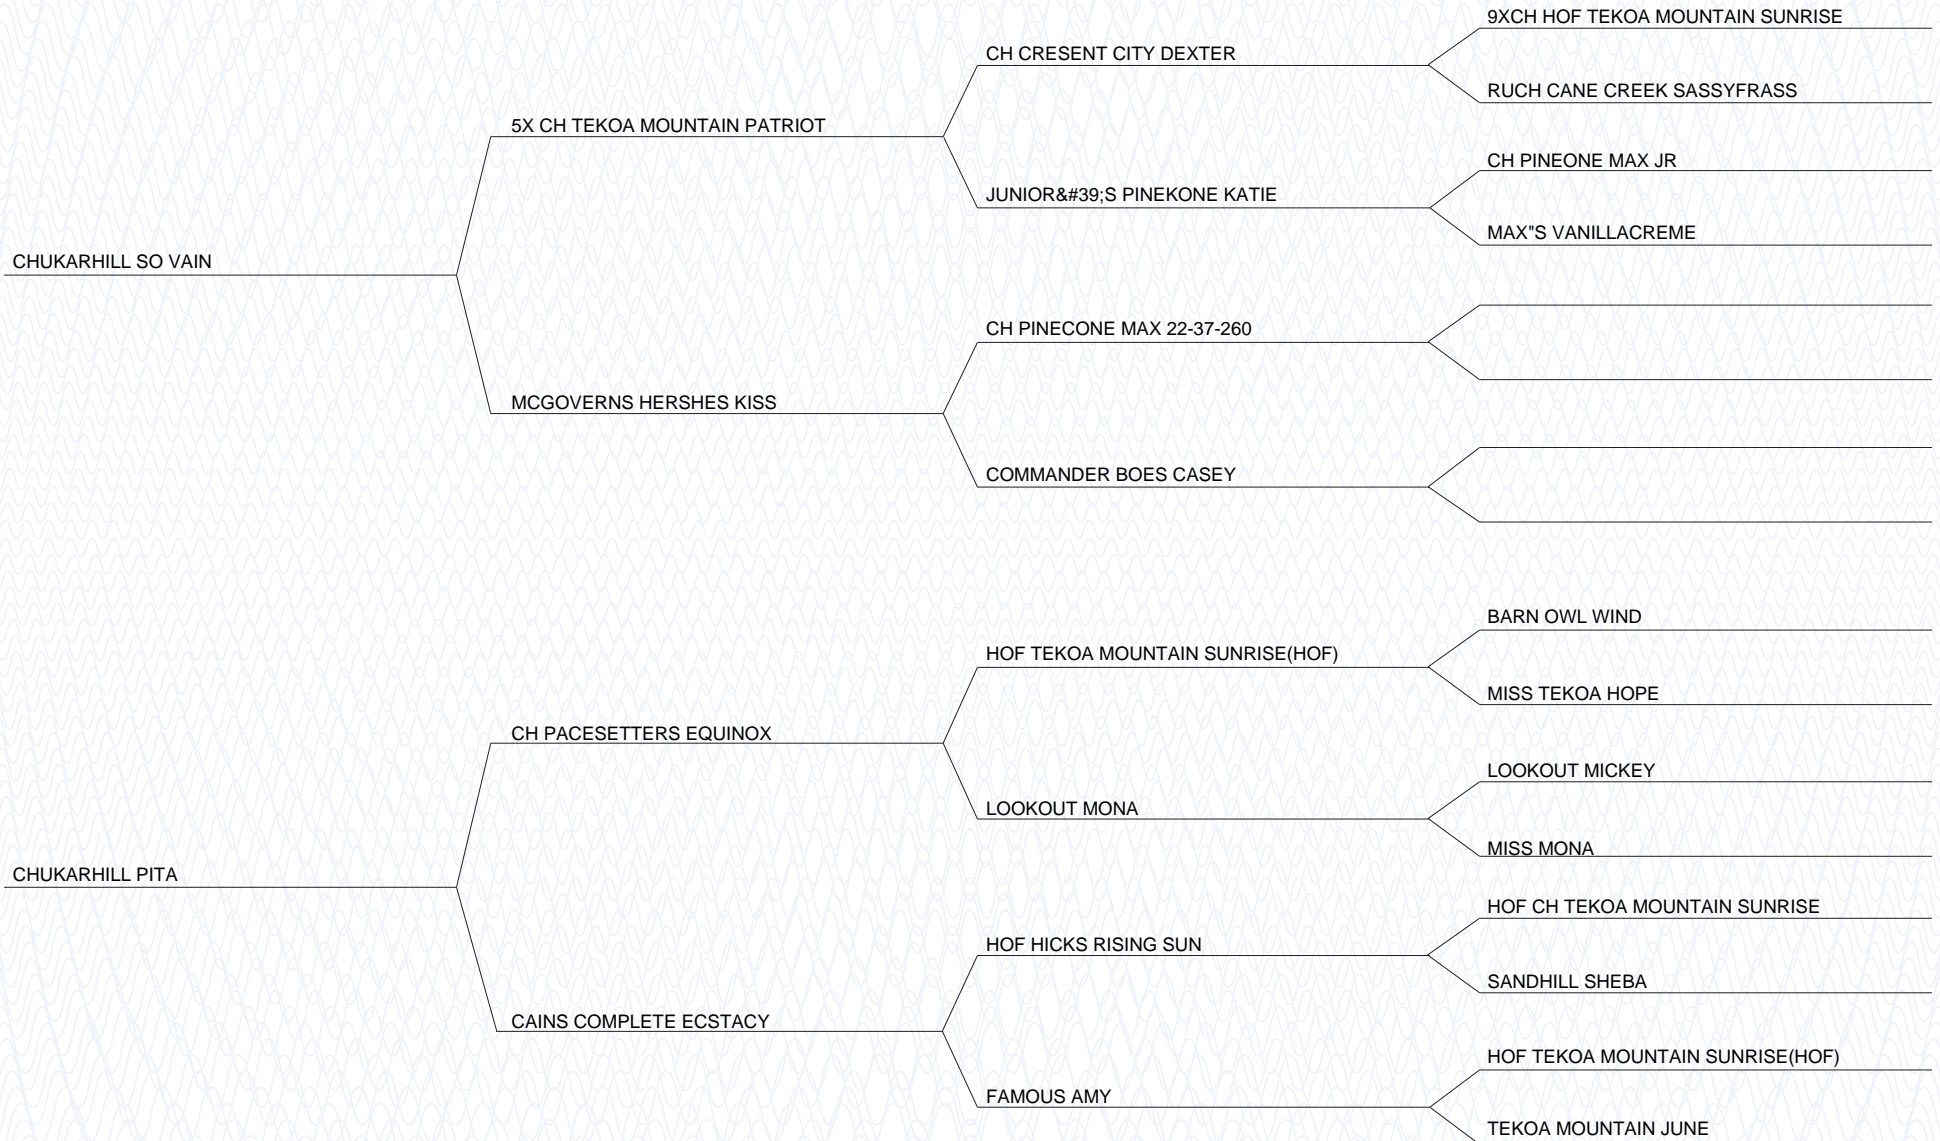 9XCH HOF TEKOA MOUNTAIN SUNRISE
CH CRESENT CITY DEXTER
RUCH CANE CREEK SASSYFRASS
5X CH TEKOA MOUNTAIN PATRIOT
CH PINEONE MAX JR
JUNIOR&#39;S PINEKONE KATIE
MAX"S VANILLACREME
CHUKARHILL SO VAIN
CH PINECONE MAX 22-37-260
MCGOVERNS HERSHES KISS
COMMANDER BOES CASEY
BARN OWL WIND
HOF TEKOA MOUNTAIN SUNRISE(HOF)
MISS TEKOA HOPE
CH PACESETTERS EQUINOX
LOOKOUT MICKEY
LOOKOUT MONA
MISS MONA
CHUKARHILL PITA
HOF CH TEKOA MOUNTAIN SUNRISE
HOF HICKS RISING SUN
SANDHILL SHEBA
CAINS COMPLETE ECSTACY
HOF TEKOA MOUNTAIN SUNRISE(HOF)
FAMOUS AMY
TEKOA MOUNTAIN JUNE